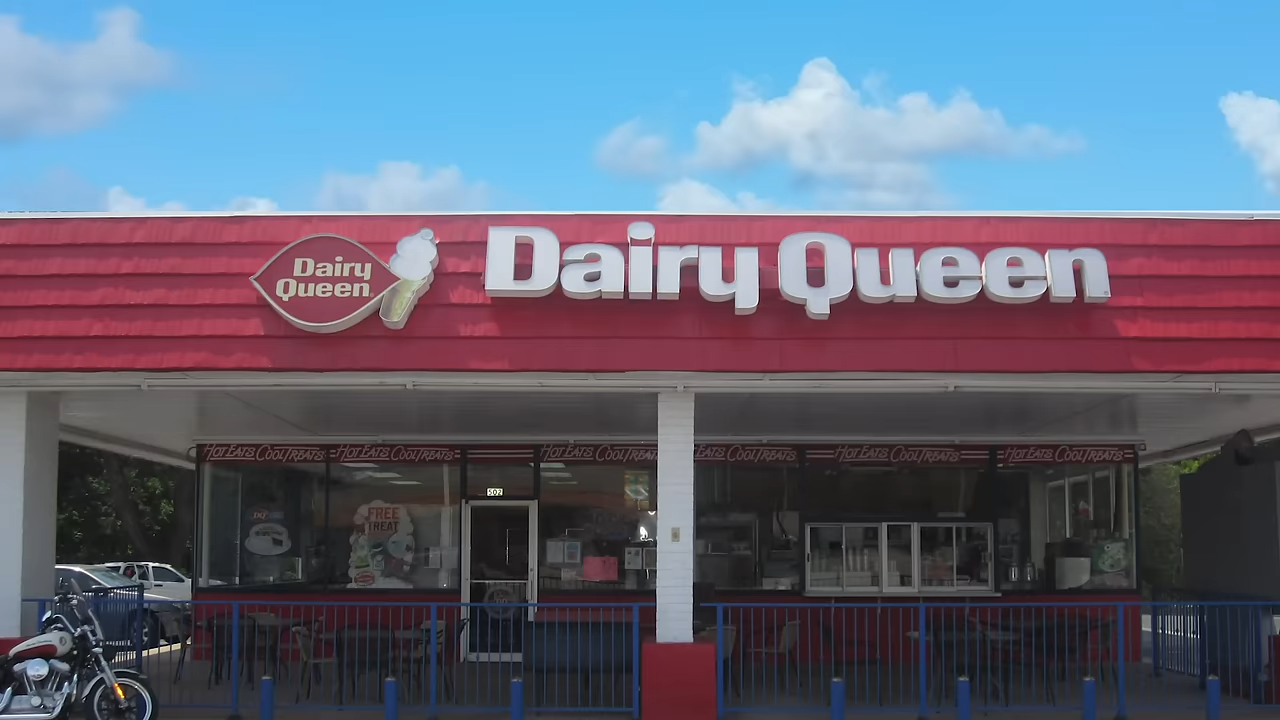 Dairy Queen
Dairy
Queen
HOT EATS COOL TREATS
HOT EATS COOL TREATS
HOT EATS COOL TREATS
EATS COOL TREATS
HOT EATS COOL TREATS
HOT EATS COOL TREATS
502
FREE
TREAT
DQ